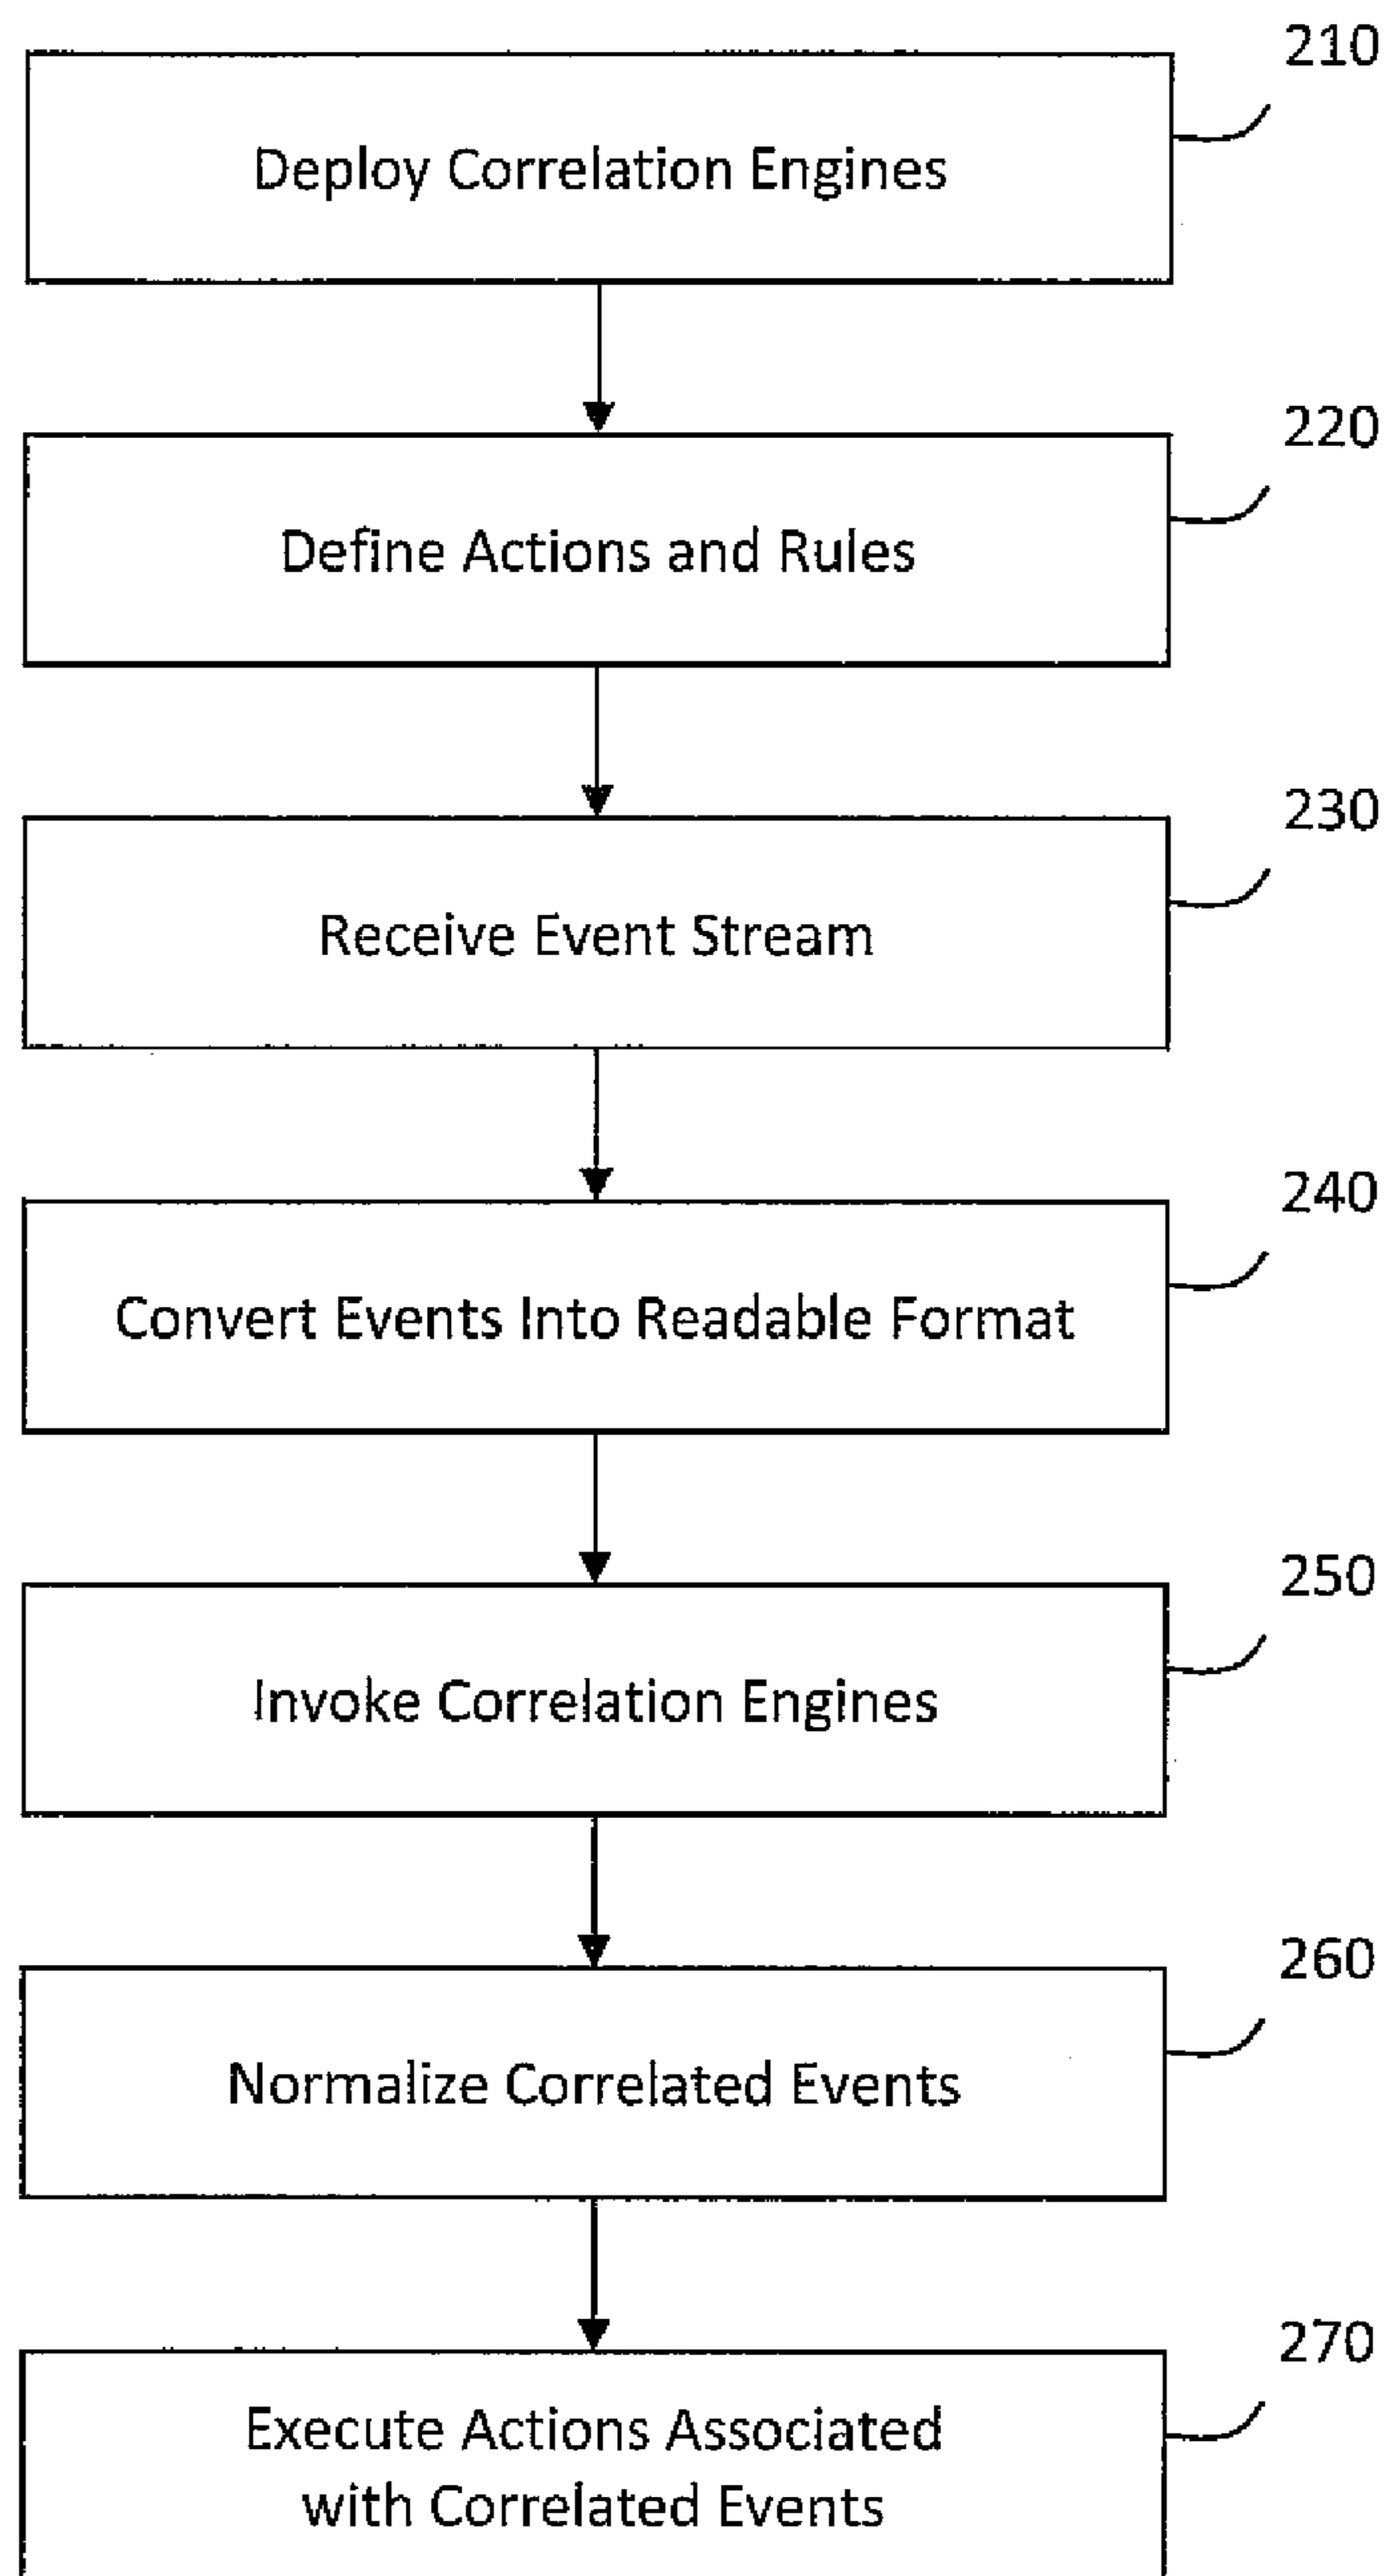 210
Deploy Correlation Engines
220
Define Actions and Rules
230
Receive Event Stream
240
Convert Events Into Readable Format
250
Invoke Correlation Engines
260
Normalize Correlated Events
270
Execute Actions Associated
with Correlated Events